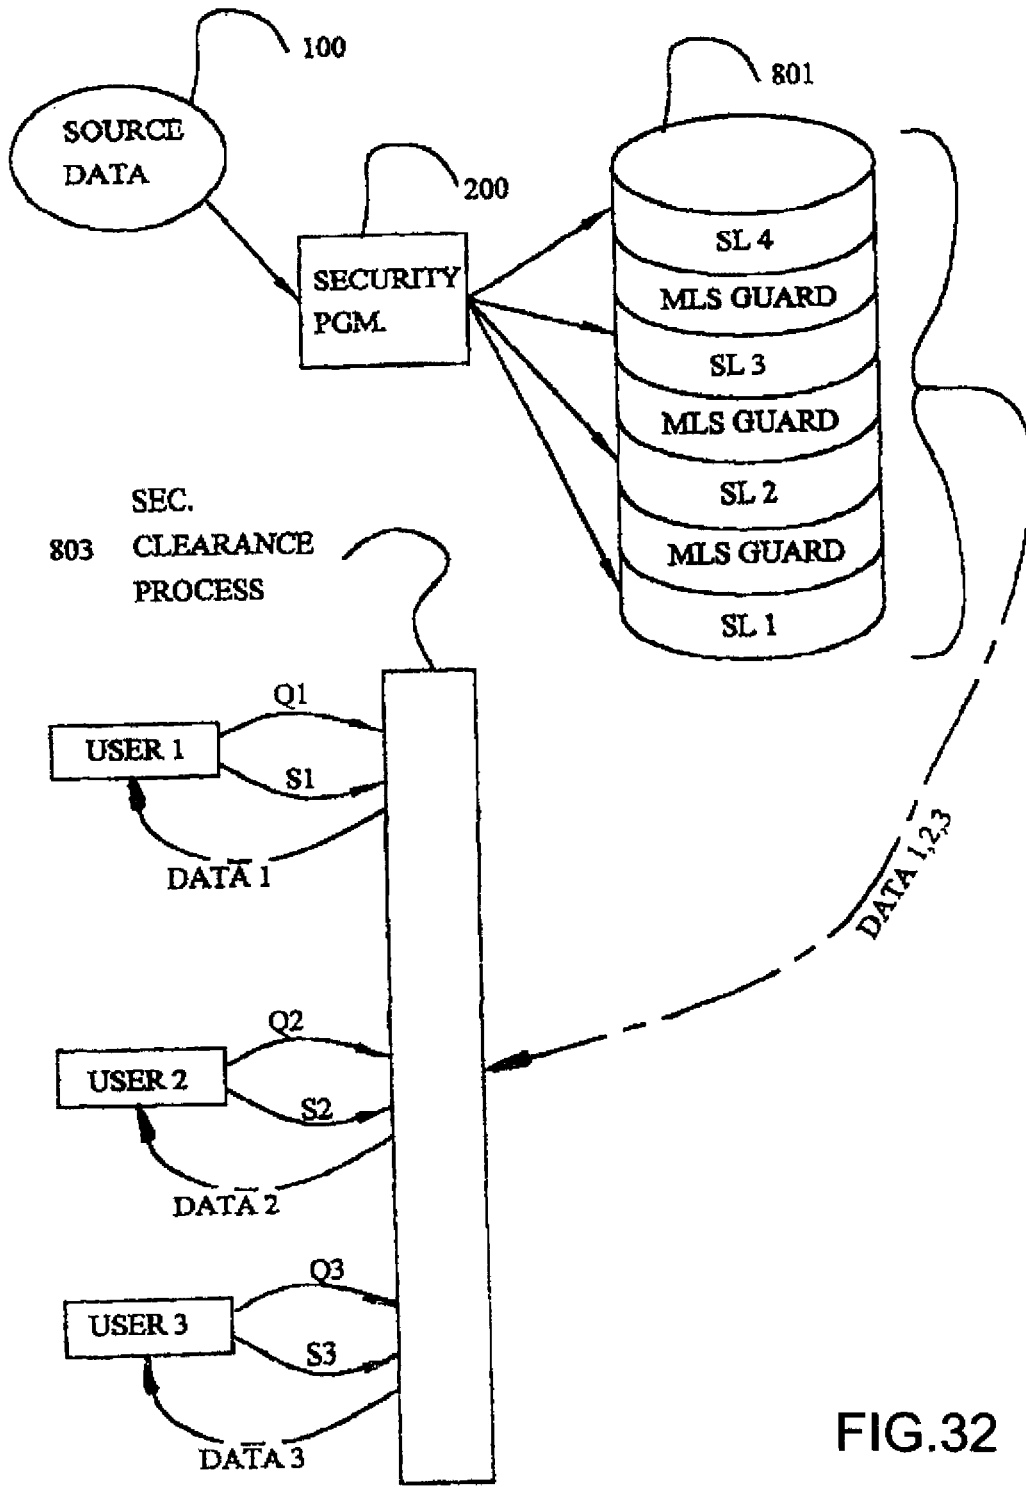 100
801
SOURCE
DATA
200
SECURITY
PGM.
SL 4
MLS GUARD
SL 3
MLS GUARD
SL 2
MLS GUARD
SL 1
SEC.
803 CLEARANCE
PROCESS
Q1
USER 1
S1
DATA 1
DATA 1,2,3
Q2
USER 2
S2
DATA 2
Q3
USER 3
S3
DATA 3
FIG.32